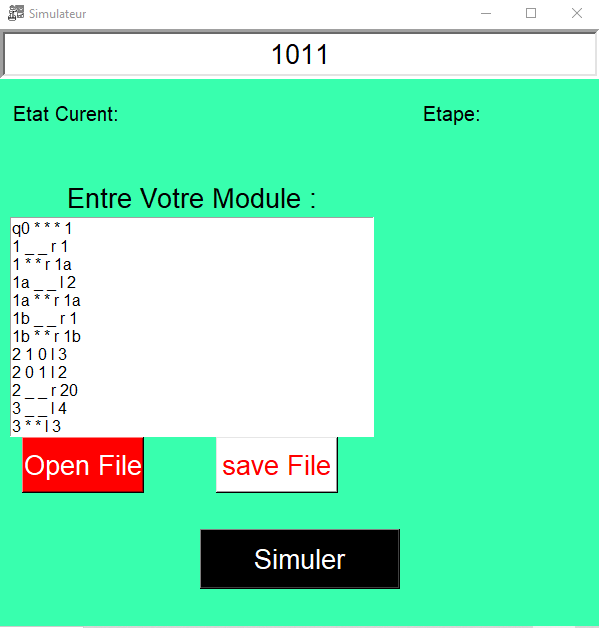 Simulateur
1011
Etat Curent:
Etape:
Entre Votre Module :
q0 * * * 1
1 _ _ r 1
1 * * r 1a
1a _ _ l 2
1a * * r 1a
1b _ _ r 1
1b * * r 1b
2 1 0 l 3
2 0 1 l 2
2 _ _ r 20
3 _ _ l 4
3 * * l 3
Open File
save File
Simuler